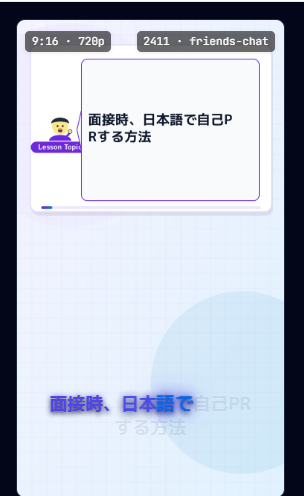 9:16 · 720p
2411 · friends-chat
面接時、日本語で自己P
Rする方法
Lesson Topi
面接時、日本語で自己PR
する方法